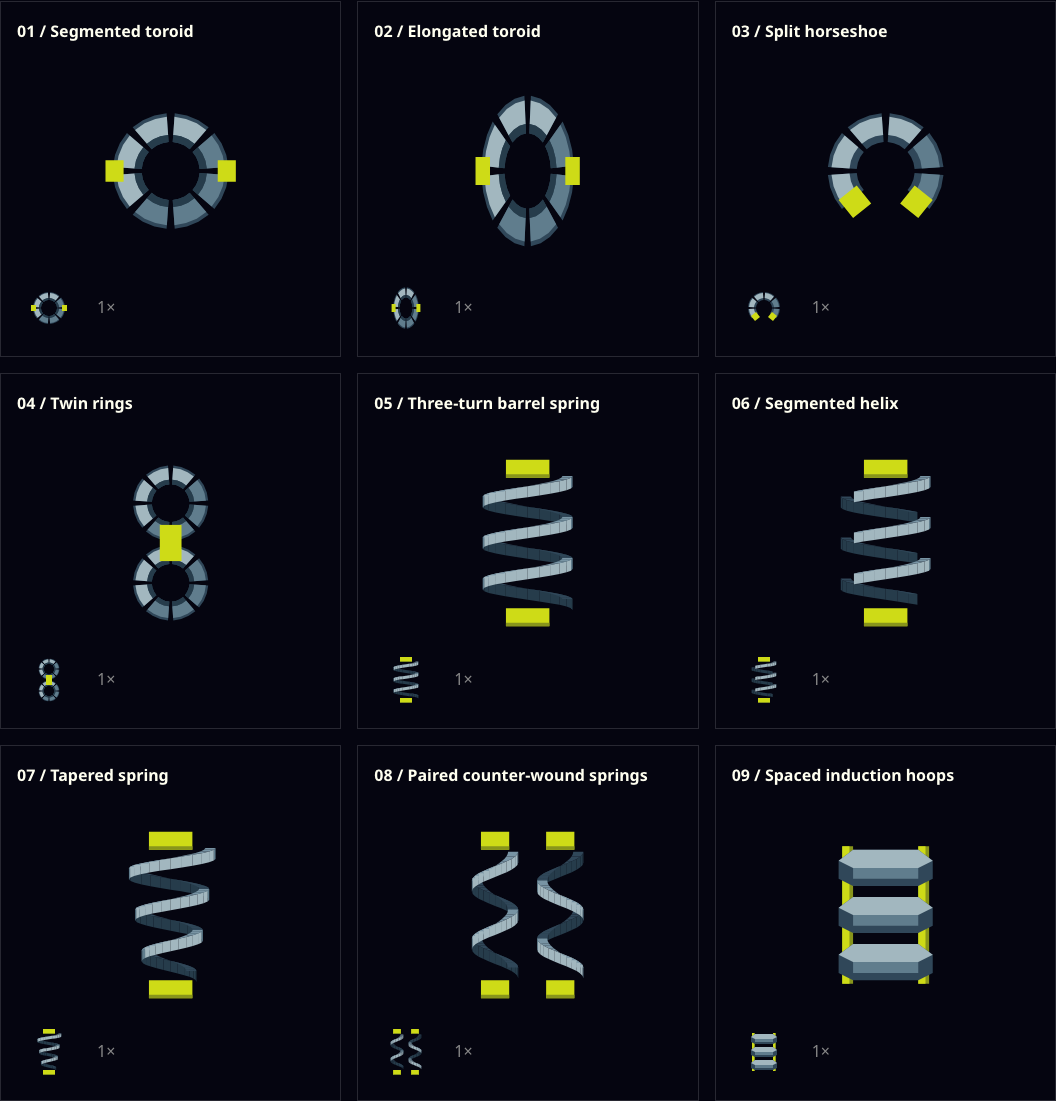 01 / Segmented toroid
02 / Elongated toroid
03 / Split horseshoe
1×
1×
1×
04 / Twin rings
05 / Three-turn barrel spring
06 / Segmented helix
1×
1×
1×
07 / Tapered spring
08 / Paired counter-wound springs
09 / Spaced induction hoops
1×
1×
1×